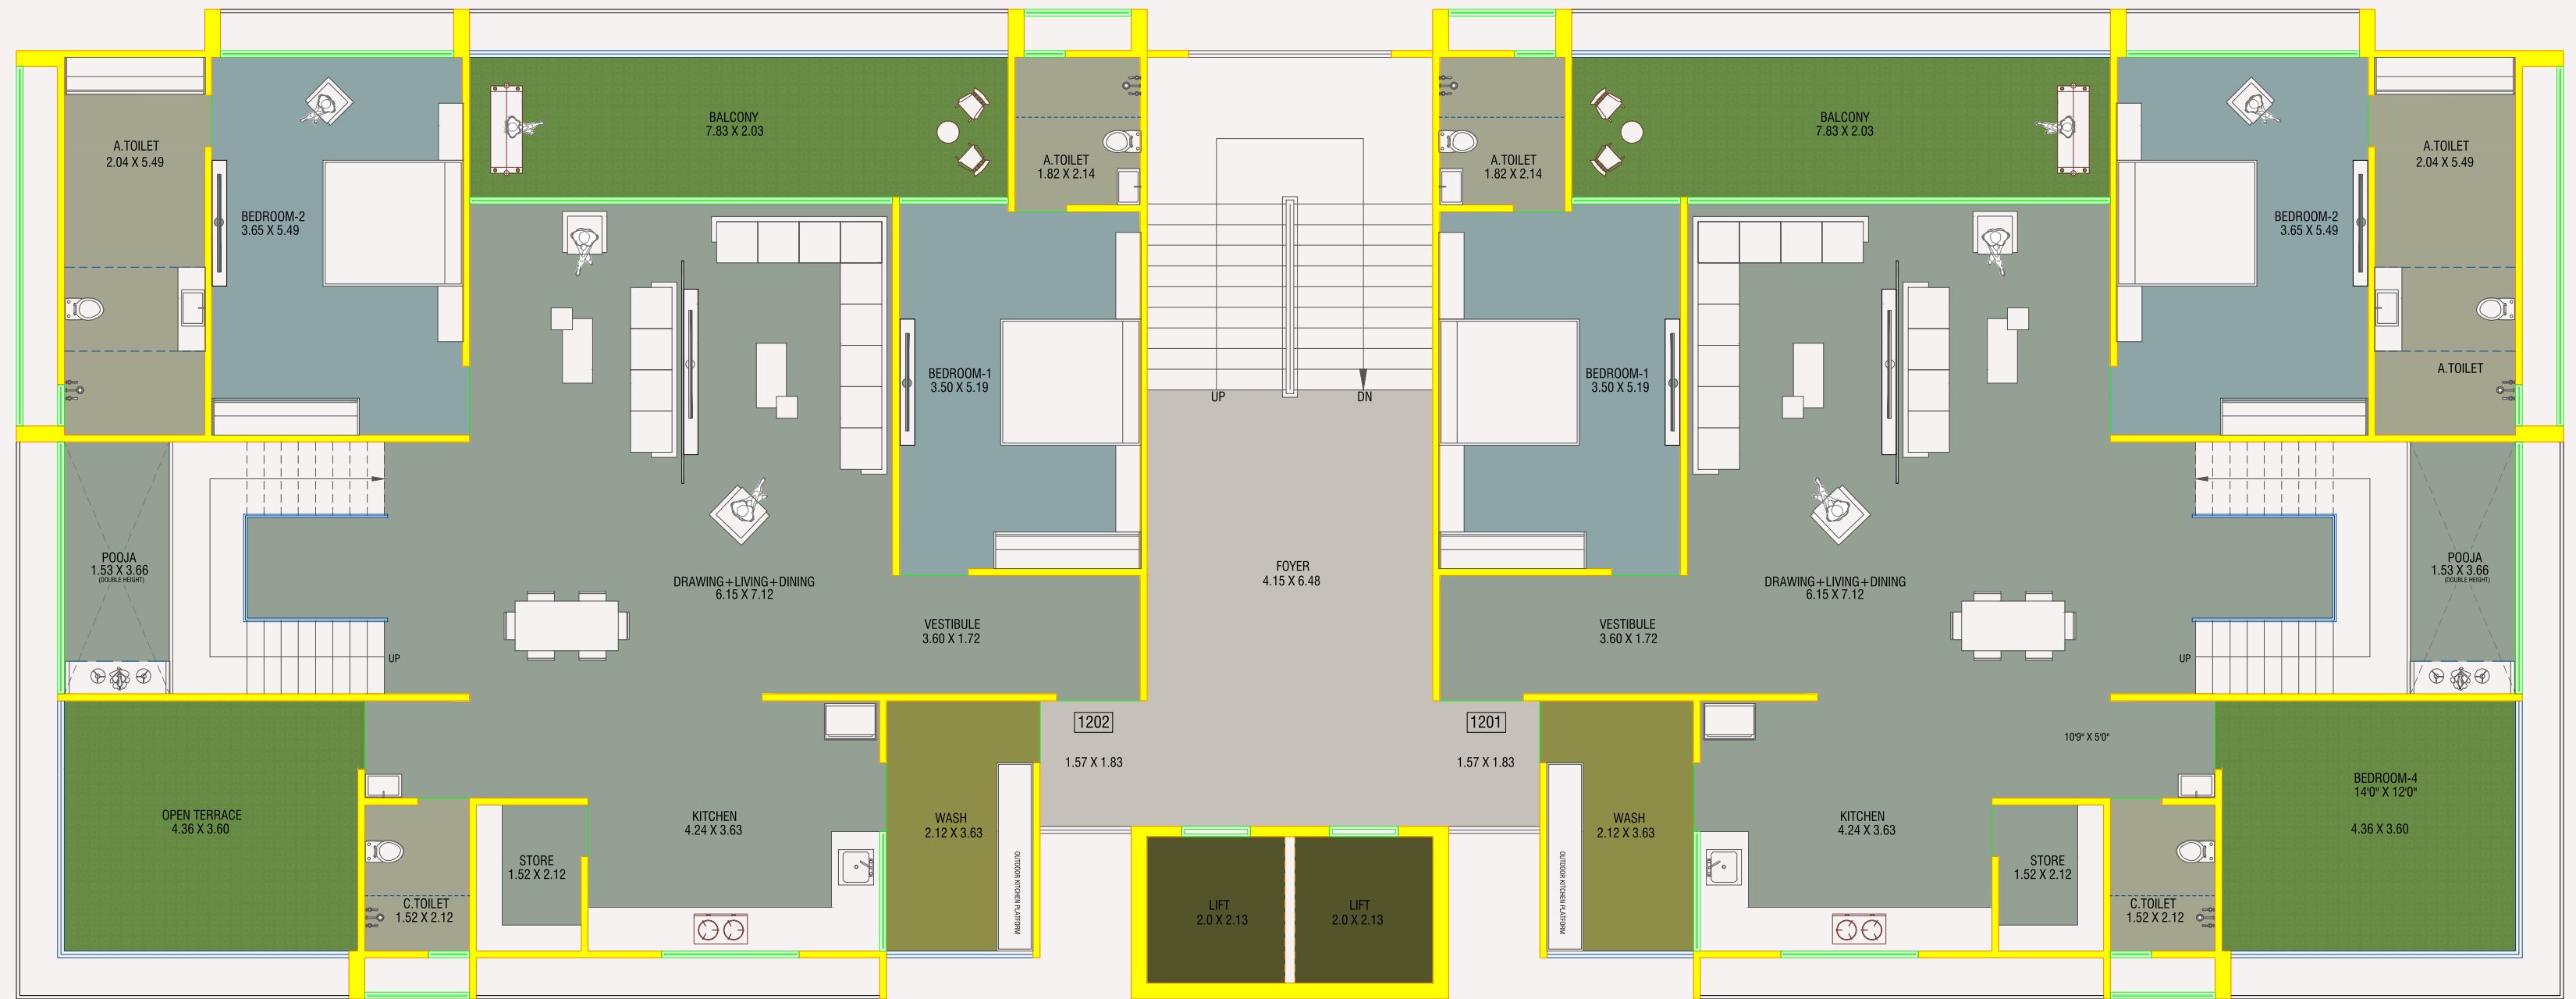 A.TOILET
2.04 X 5.49
BEDROOM-2
3.65 X 5.49
BALCONY
7.83 X 2.03
A.TOILET
1.82 X 2.14
A.TOILET
1.82 X 2.14
BALCONY
7.83 X 2.03
BEDROOM-2
3.65 X 5.49
A.TOILET
2.04 X 5.49
A.TOILET
BEDROOM-1
3.50 X 5.19
UP
DN
BEDROOM-1
3.50 X 5.19
POOJA
1.53 X 3.66
(DOUBLE HEIGHT)
UP
DRAWING+LIVING+DINING
6.15 X 7.12
VESTIBULE
3.60 X 1.72
FOYER
4.15 X 6.48
VESTIBULE
3.60 X 1.72
DRAWING+LIVING+DINING
6.15 X 7.12
UP
POOJA
1.53 X 3.66
(DOUBLE HEIGHT)
1202
1.57 X 1.83
1201
1.57 X 1.83
10'9" X 5'0"
OPEN TERRACE
4.36 X 3.60
C.TOILET
1.52 X 2.12
STORE
1.52 X 2.12
KITCHEN
4.24 X 3.63
WASH
2.12 X 3.63
OUTDOOR KITCHEN PLATFORM
LIFT
2.0 X 2.13
LIFT
2.0 X 2.13
OUTDOOR KITCHEN PLATFORM
WASH
2.12 X 3.63
KITCHEN
4.24 X 3.63
STORE
1.52 X 2.12
C.TOILET
1.52 X 2.12
BEDROOM-4
14'0" X 12'0"
4.36 X 3.60